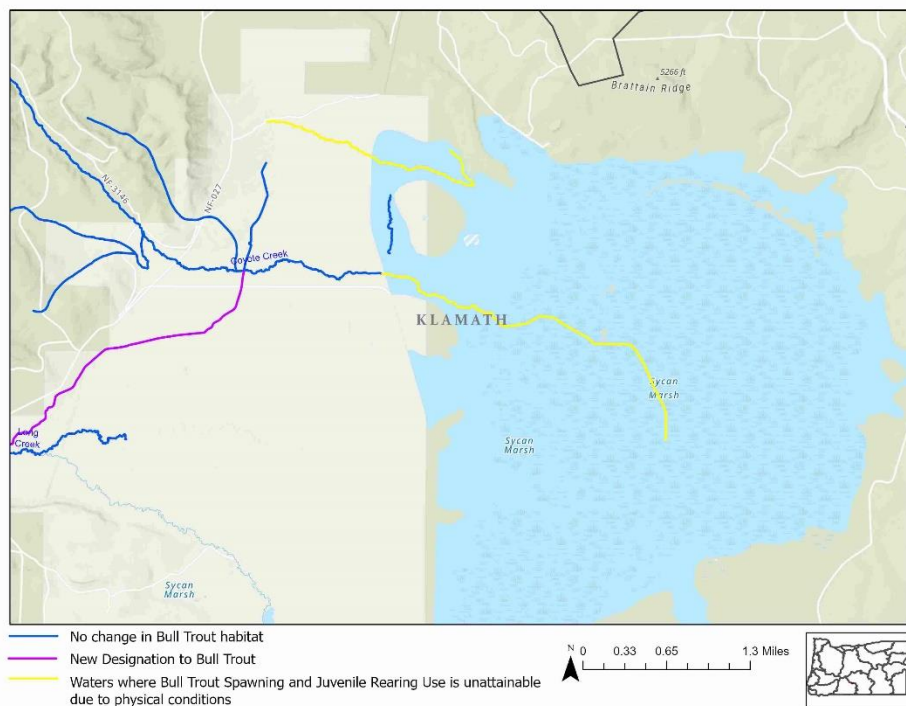 5266 ft
Brattain Ridge
NF-3146
NF-027
Coyote Creek
KLAMATH
Sycan
Marsh
Long
Creek
Sycan
Marsh
Sycan
Marsh
No change in Bull Trout habitat
New Designation to Bull Trout
Waters where Bull Trout Spawning and Juvenile Rearing Use is unattainable
due to physical conditions
N
0 0.33 0.65 1.3 Miles